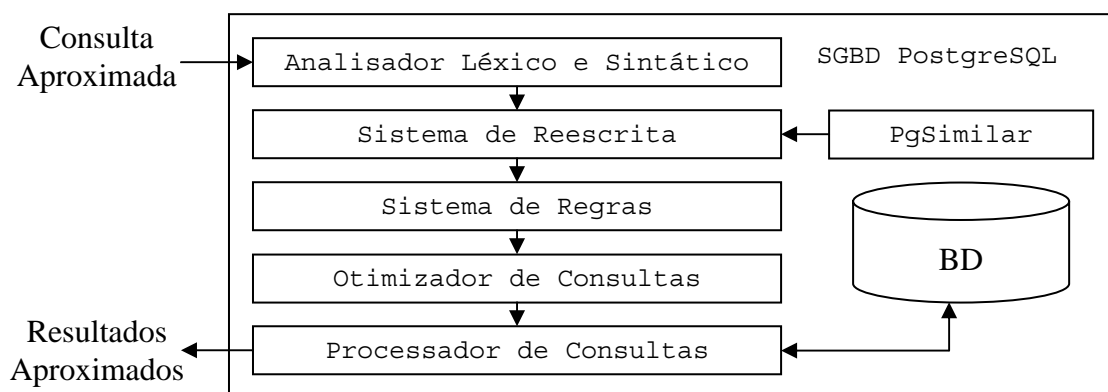 Consulta
Aproximada
Analisador Léxico e Sintático
SGBD PostgreSQL
Sistema de Reescrita
PgSimilar
Sistema de Regras
BD
Otimizador de Consultas
Resultados
Aproximados
Processador de Consultas